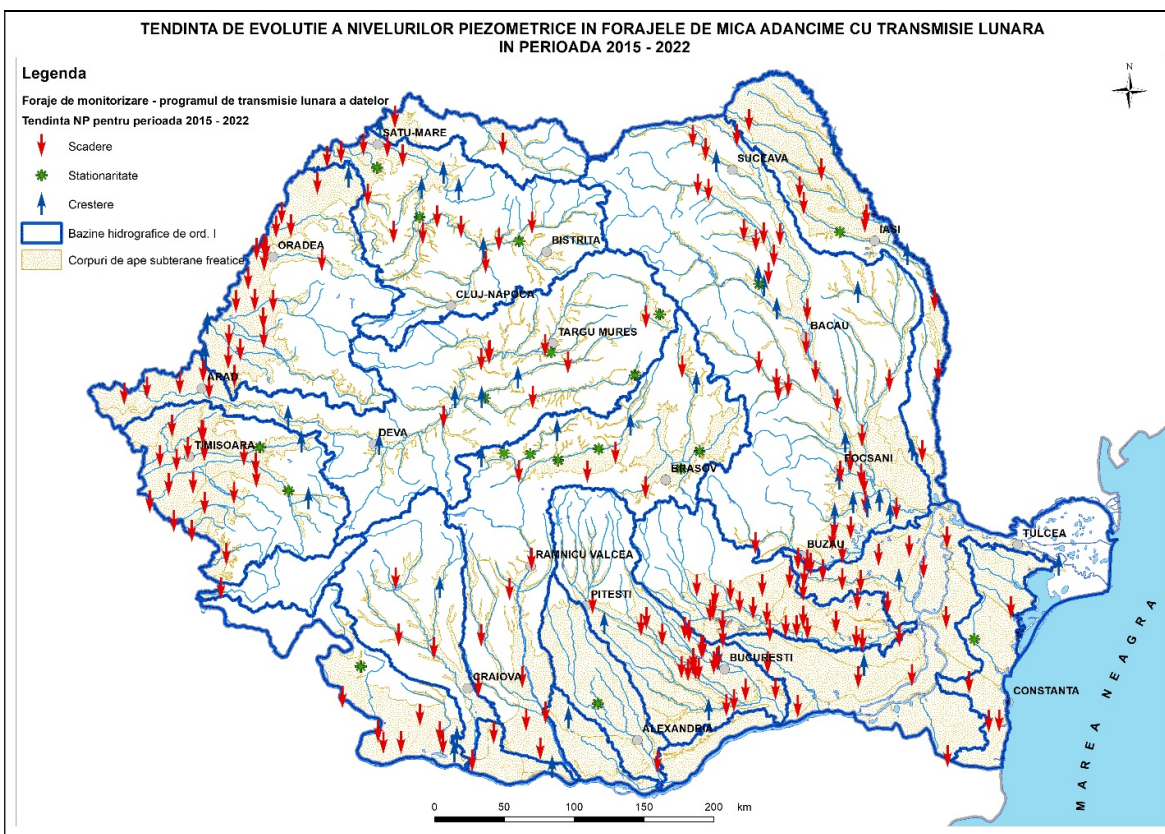 TENDINTA DE EVOLUTIE A NIVELURILOR PIEZOMETRICE IN FORAJELE DE MICA ADANCIME CU TRANSMISIE LUNARA
IN PERIOADA 2015 - 2022
Legenda
Foraje de monitorizare - programul de transmisie lunara a datelor
Tendinta NP pentru perioada 2015 - 2022
Scadere
Stationaritate
Crestere
Bazine hidrografice de ord. I
Corpuri de ape subterane freatice
N
SATU-MARE
SUCEAVA
IASI
ORADEA
BISTRITA
CLUJ-NAPOCA
TARGU MURES
BACAU
ARAD
DEVA
TIMISOARA
FOCSANI
BRASOV
TULCEA
BUZAU
RAMNICU VALCEA
PITESTI
BUCURESTI
CRAIOVA
CONSTANTA
ALEXANDRIA
MAREA NEAGRA
0 50 100 150 200 km